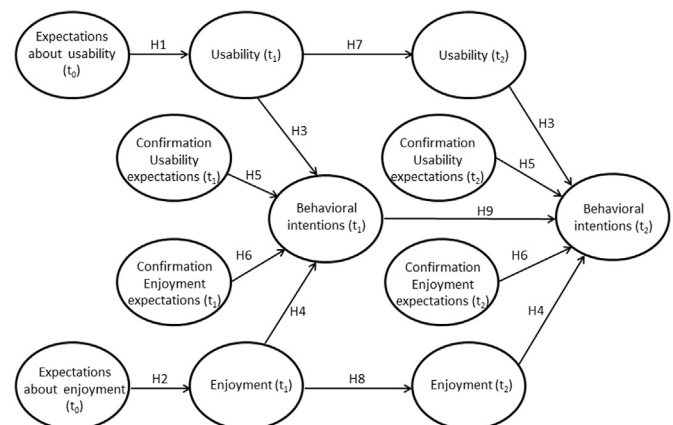 Expectations
about usability
(t0)
H1
Usability (t1)
H7
Usability (t2)
H3
H3
Confirmation
Usability
expectations (t1)
H5
Confirmation
Usability
expectations (t2)
H5
Behavioral
intentions (t1)
H9
Behavioral
intentions (t2)
Confirmation
Enjoyment
expectations (t1)
H6
Confirmation
Enjoyment
expectations (t2)
H6
H4
H4
Expectations
about enjoyment
(t0)
H2
Enjoyment (t1)
H8
Enjoyment (t2)